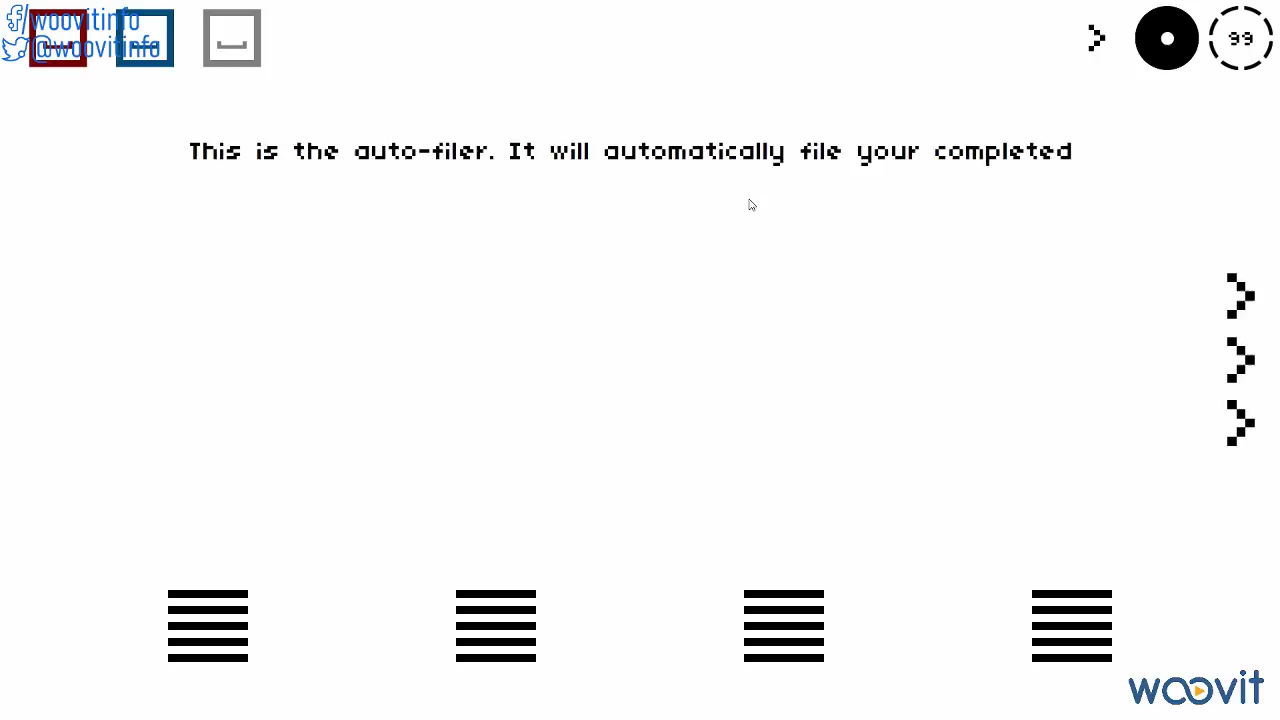 /woovitinfo
@woovitinfo
99
This is the auto-filer. It will automatically file your completed
woovit